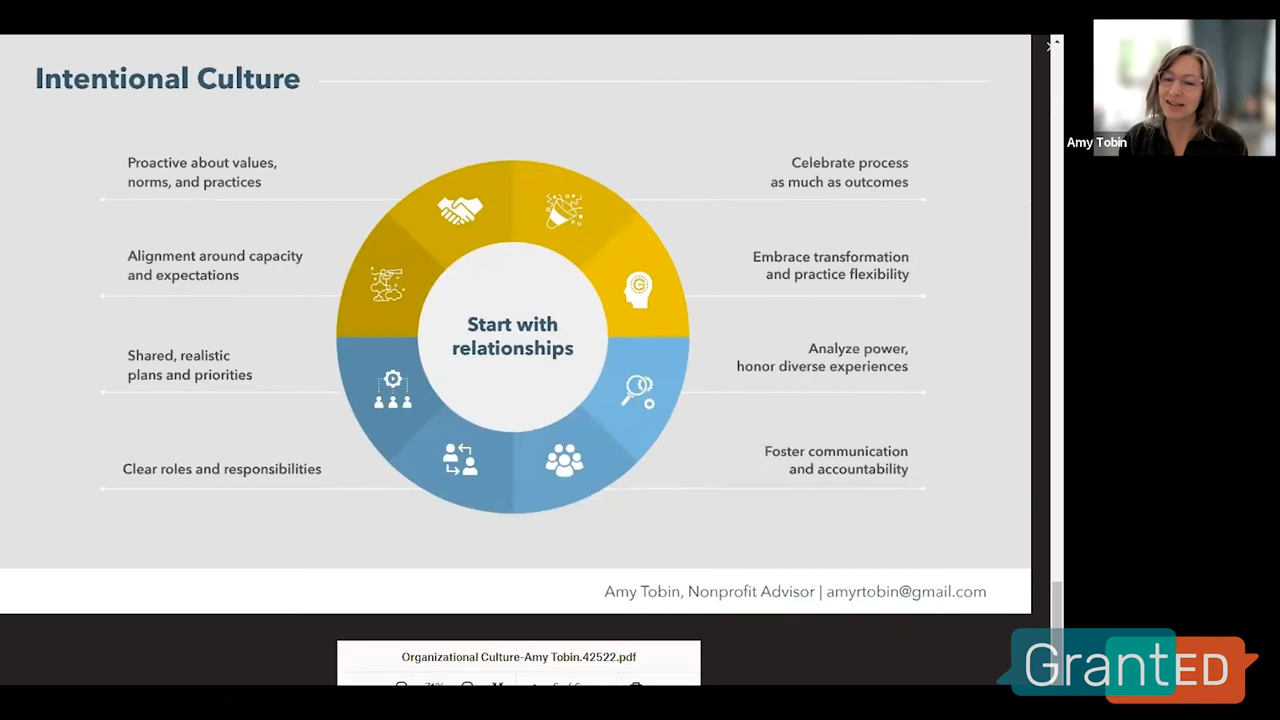 Intentional Culture
Proactive about values,
norms, and practices
Alignment around capacity
and expectations
Shared, realistic
plans and priorities
Clear roles and responsibilities
Start with
relationships
Celebrate process
as much as outcomes
Embrace transformation
and practice flexibility
Analyze power,
honor diverse experiences
Foster communication
and accountability
Amy Tobin, Nonprofit Advisor | amyrtobin@gmail.com
Organizational Culture-Amy Tobin.42522.pdf
Amy Tobin
GrantED